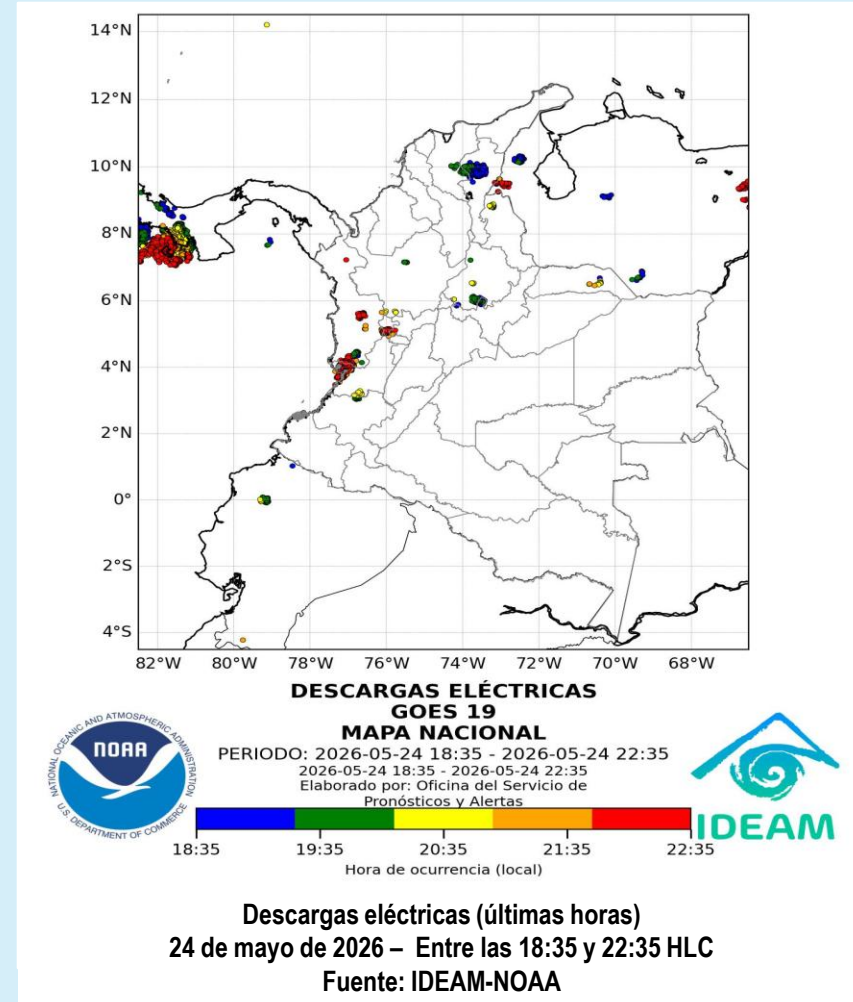 14°N
12°N
10°N
8°N
6°N
4°N
2°N
0°
2°S
4°S
82°W 80°W 78°W 76°W 74°W 72°W 70°W 68°W
DESCARGAS ELÉCTRICAS
GOES 19
MAPA NACIONAL
PERIODO: 2026-05-24 18:35 - 2026-05-24 22:35
2026-05-24 18:35 - 2026-05-24 22:35
Elaborado por: Oficina del Servicio de
Pronósticos y Alertas
NATIONAL OCEANIC AND ATMOSPHERIC ADMINISTRATION
NOAA
U.S. DEPARTMENT OF COMMERCE
IDEAM
18:35 19:35 20:35 21:35 22:35
Hora de ocurrencia (local)
Descargas eléctricas (últimas horas)
24 de mayo de 2026 – Entre las 18:35 y 22:35 HLC
Fuente: IDEAM-NOAA